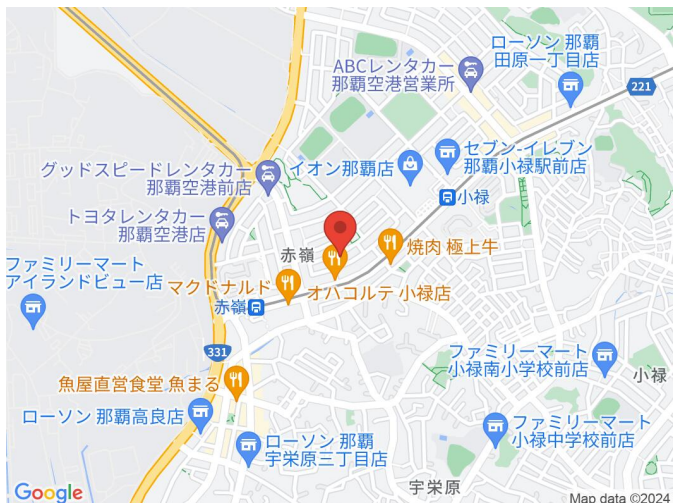 ローソン 那覇
田原一丁目店
ABCレンタカー
那覇空港営業所
221
セブン-イレブン
那覇小禄駅前店
グッドスピードレンタカー
那覇空港前店
イオン那覇店
小禄
トヨタレンタカー
那覇空港店
赤嶺
焼肉 極上牛
ファミリーマート
アイランドビュー店
マクドナルド
オハコルテ 小禄店
赤嶺
331
ファミリーマート
小禄南小学校前店
小禄
魚屋直営食堂 魚まる
ローソン 那覇高良店
ファミリーマート
小禄中学校前店
ローソン 那覇
宇栄原三丁目店
宇栄原
Google
Map data ©2024